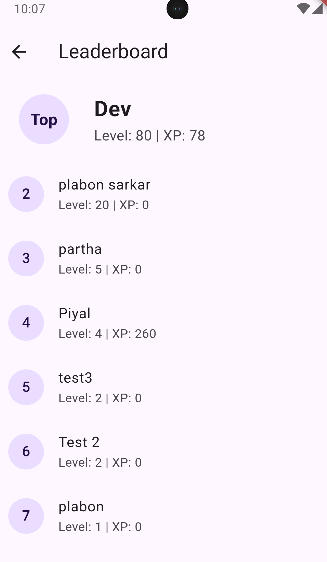 10:07
Leaderboard
Top
Dev
Level: 80 | XP: 78
2
plabon sarkar
Level: 20 | XP: 0
3
partha
Level: 5 | XP: 0
4
Piyal
Level: 4 | XP: 260
5
test3
Level: 2 | XP: 0
6
Test 2
Level: 2 | XP: 0
7
plabon
Level: 1 | XP: 0